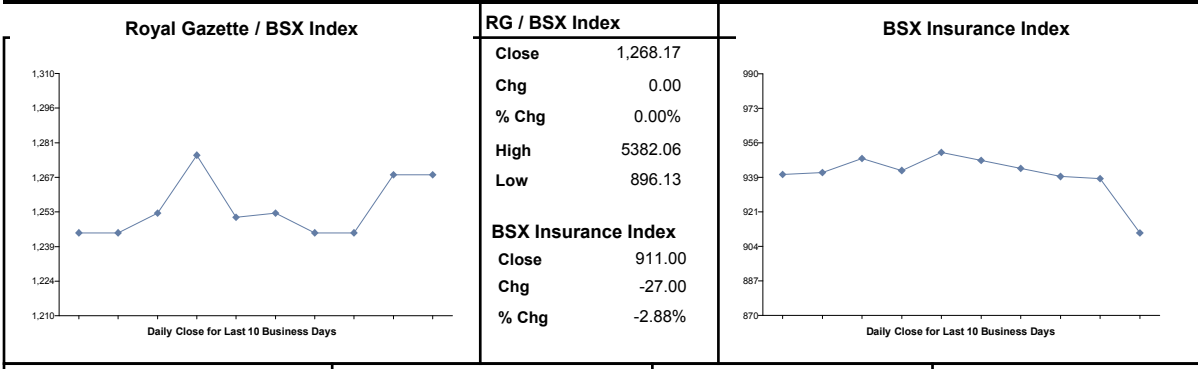 Royal Gazette / BSX Index
1,310
1,296
1,281
1,267
1,253
1,239
1,224
1,210
Daily Close for Last 10 Business Days
RG / BSX Index
Close 1,268.17
Chg 0.00
% Chg 0.00%
High 5382.06
Low 896.13
BSX Insurance Index
Close 911.00
Chg -27.00
% Chg -2.88%
BSX Insurance Index
990
973
956
939
921
904
887
870
Daily Close for Last 10 Business Days